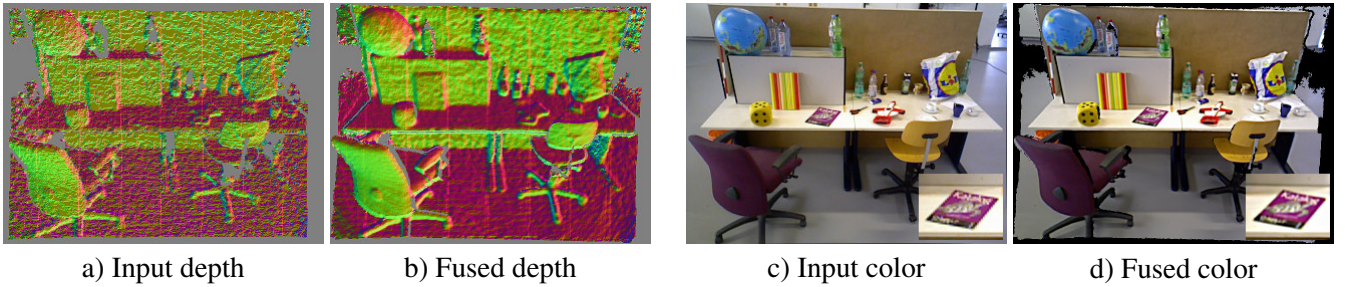 a) Input depth
b) Fused depth
c) Input color
d) Fused color